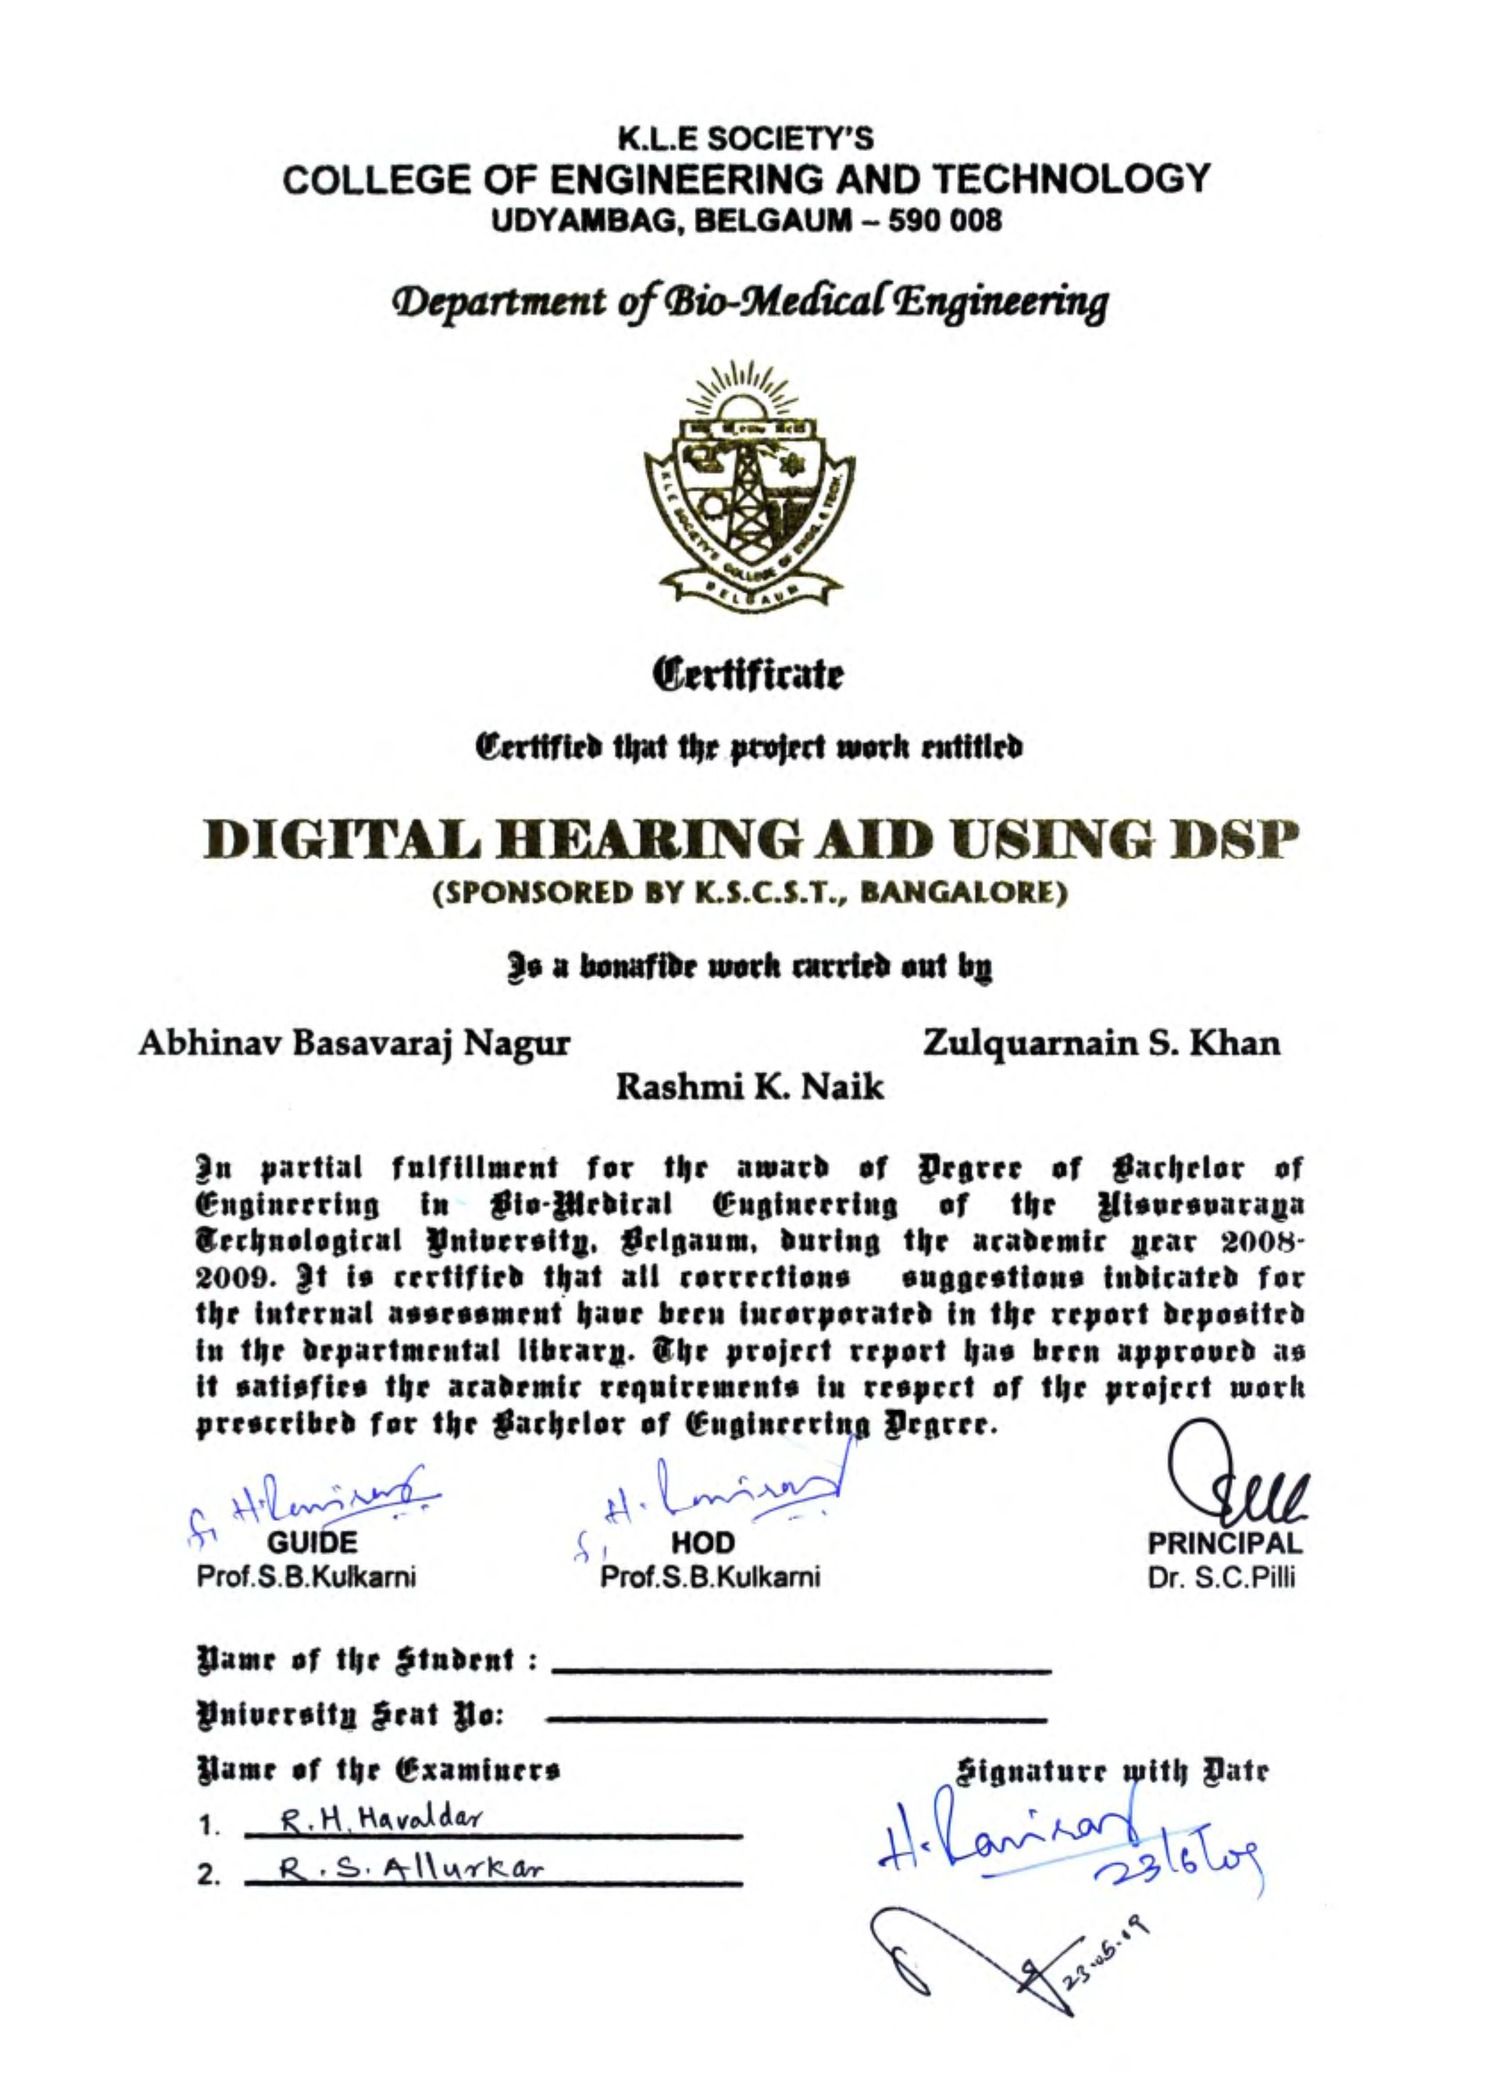 K.L.E SOCIETY'S
COLLEGE OF ENGINEERING AND TECHNOLOGY
UDYAMBAG, BELGAUM – 590 008
Department of Bio-Medical Engineering
K L E SOCIETY'S COLLEGE OF ENGG. & TECH.
BELGAUM
Certificate
Certified that the project work entitled
DIGITAL HEARING AID USING DSP
(SPONSORED BY K.S.C.S.T., BANGALORE)
Is a bonafide work carried out by
Abhinav Basavaraj Nagur Zulquarnain S. Khan
Rashmi K. Naik
In partial fulfillment for the award of Degree of Bachelor of
Engineering in Bio-Medical Engineering of the Visvesvaraya
Technological University, Belgaum, during the academic year 2008-
2009. It is certified that all corrections suggestions indicated for
the internal assessment have been incorporated in the report deposited
in the departmental library. The project report has been approved as
it satisfies the academic requirements in respect of the project work
prescribed for the Bachelor of Engineering Degree.
GUIDE HOD PRINCIPAL
Prof.S.B.Kulkarni Prof.S.B.Kulkarni Dr. S.C.Pilli
Name of the Student :
University Seat No:
Name of the Examiners Signature with Date
1. R.H. Havaldar
23/6/09
2. R.S. Allurkar
23.06.09